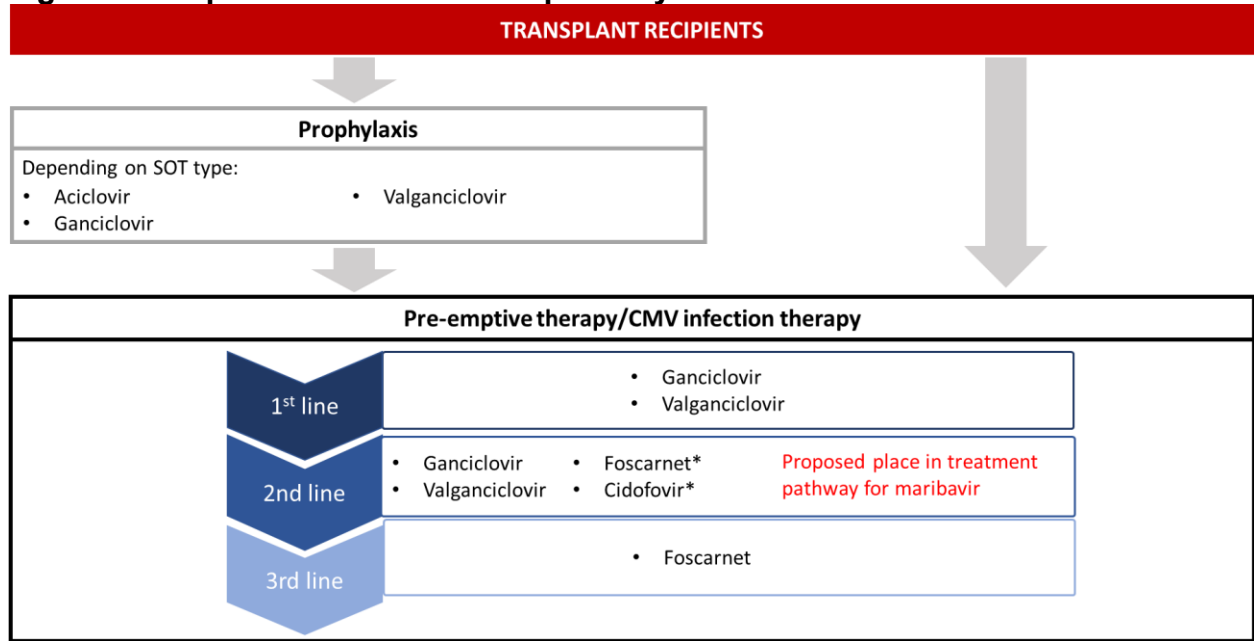 TRANSPLANT RECIPIENTS
Prophylaxis
Depending on SOT type:
• Aciclovir
• Ganciclovir
• Valganciclovir
Pre-emptive therapy/CMV infection therapy
1st line
• Ganciclovir
• Valganciclovir
2nd line
• Ganciclovir
• Valganciclovir
• Foscarnet*
• Cidofovir*
Proposed place in treatment
pathway for maribavir
3rd line
• Foscarnet